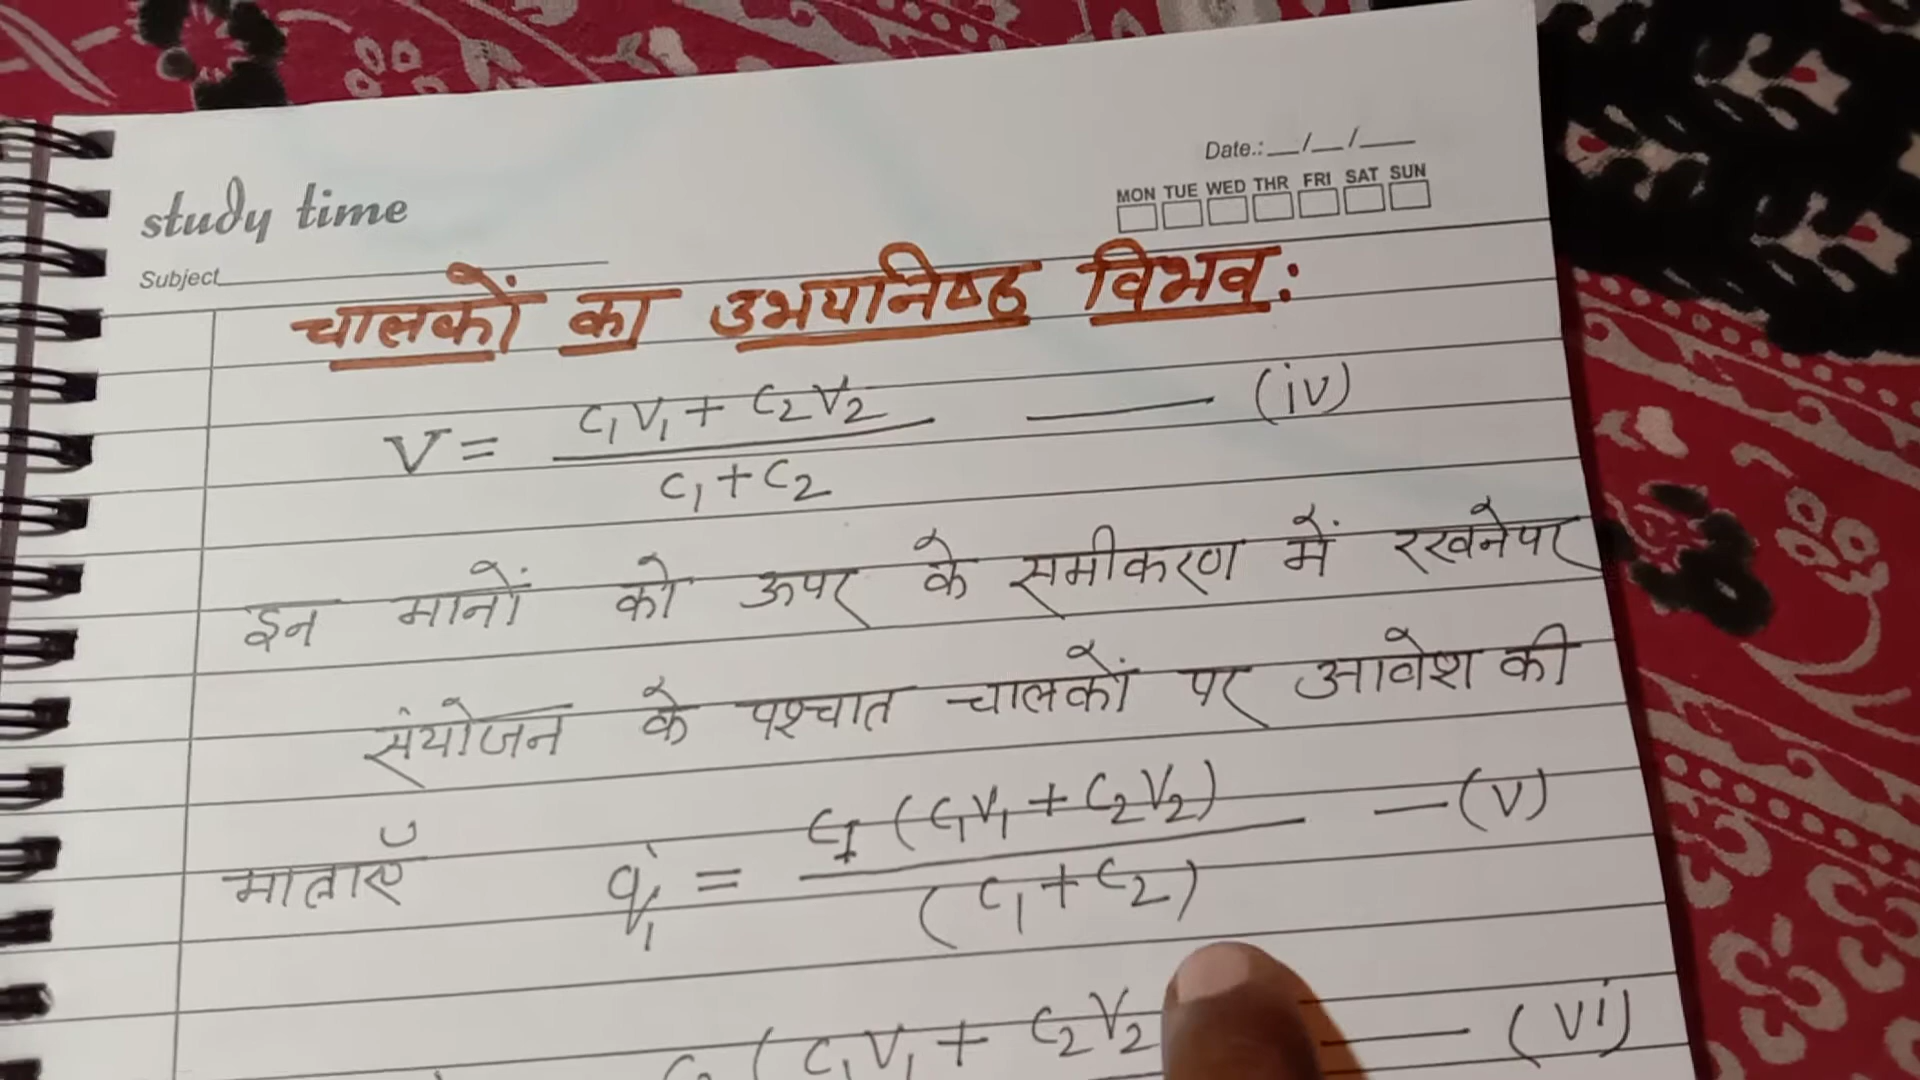 Date.:__/__/___
MON TUE WED THR FRI SAT SUN
study time
Subject
चालकों का उभयनिष्ठ विभव:
V = C₁V₁ + C₂V₂ / C₁ + C₂ —— (iv)
इन मानों को ऊपर के समीकरण में रखनेपर
संयोजन के पश्चात चालकों पर आवेश की
मात्राएँ q₁' = C₁ (C₁V₁ + C₂V₂) / (C₁ + C₂) — (v)
(C₁V₁ + C₂V₂ —— (vi)